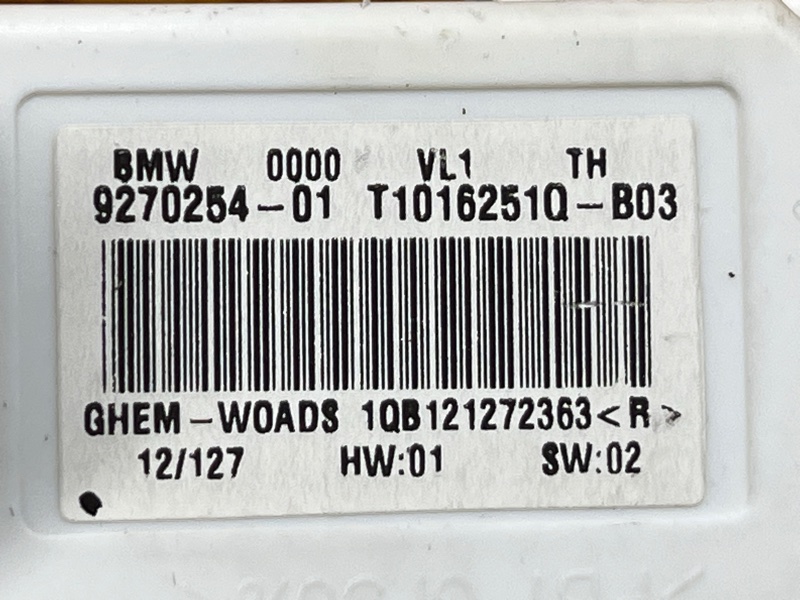 BMW 0000 VL1 TH
9270254-01 T1016251Q-B03
GHEM-WOADS 1QB121272363<R>
12/127 HW:01 SW:02